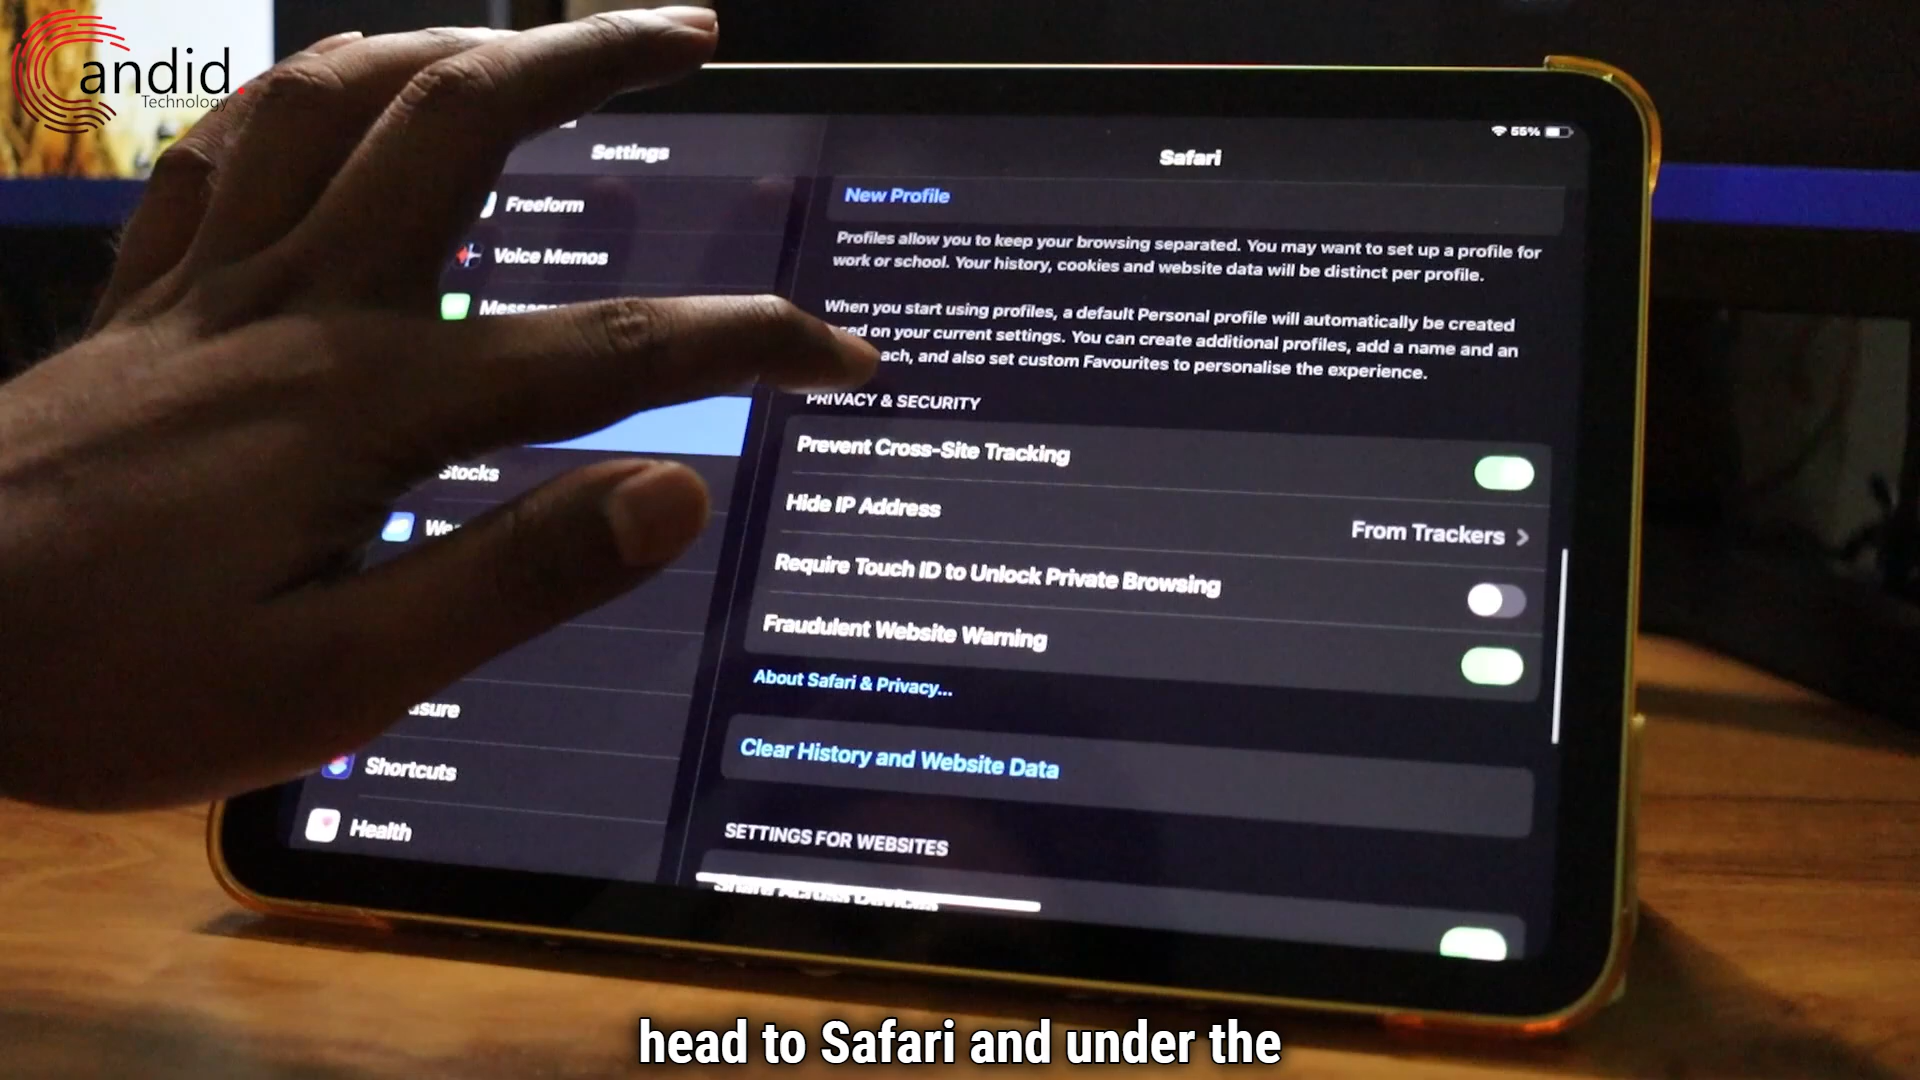 Candid.
Technology
55%
Settings
Safari
Freeform
Voice Memos
Stocks
Shortcuts
Health
New Profile
Profiles allow you to keep your browsing separated. You may want to set up a profile for
work or school. Your history, cookies and website data will be distinct per profile.
When you start using profiles, a default Personal profile will automatically be created
on your current settings. You can create additional profiles, add a name and an
and also set custom Favourites to personalise the experience.
PRIVACY & SECURITY
Prevent Cross-Site Tracking
Hide IP Address
From Trackers >
Require Touch ID to Unlock Private Browsing
Fraudulent Website Warning
About Safari & Privacy...
Clear History and Website Data
SETTINGS FOR WEBSITES
Share Across Devices
head to Safari and under the